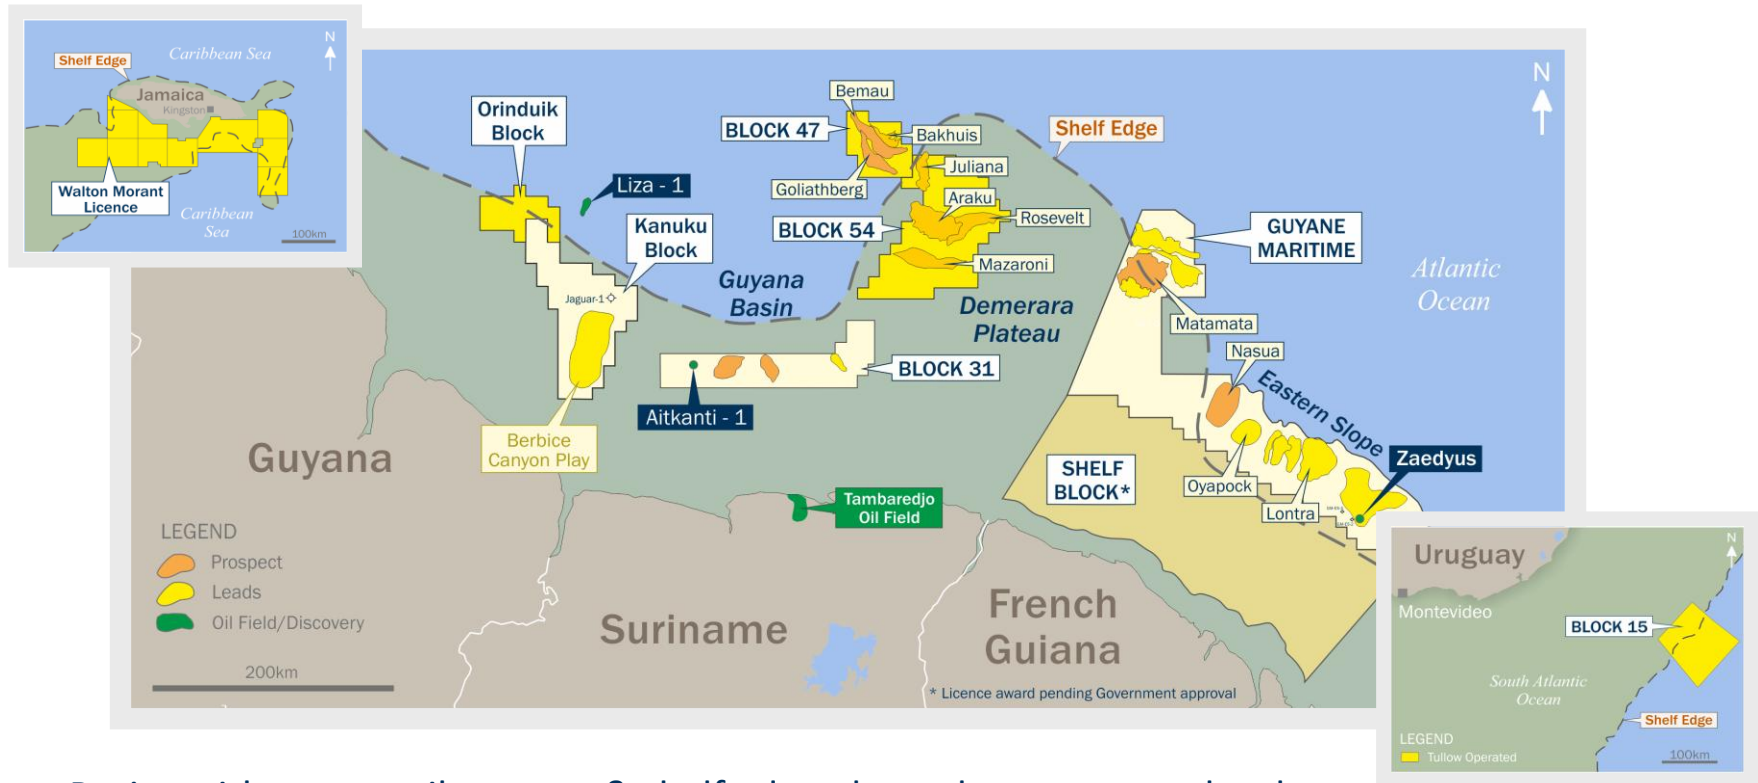 Caribbean Sea
N
Shelf Edge
Jamaica
Kingston
Walton Morant
Licence
Caribbean
Sea
100km
Orinduik
Block
Liza - 1
Kanuku
Block
Jaguar-1
Berbice
Canyon Play
Guyana
Basin
Aitkanti - 1
BLOCK 31
Bemau
BLOCK 47
Bakhuis
Goliathberg
Juliana
Araku
BLOCK 54
Rosevelt
Mazaroni
Demerara
Plateau
Shelf Edge
N
GUYANE
MARITIME
Atlantic
Ocean
Matamata
Nasua
Eastern Slope
Zaedyus
SHELF
BLOCK*
Oyapock
Lontra
Guyana
Tambaredjo
Oil Field
Suriname
French
Guiana
LEGEND
Prospect
Leads
Oil Field/Discovery
200km
* Licence award pending Government approval
Uruguay
N
Montevideo
BLOCK 15
South Atlantic
Ocean
Shelf Edge
LEGEND
Tullow Operated
100km